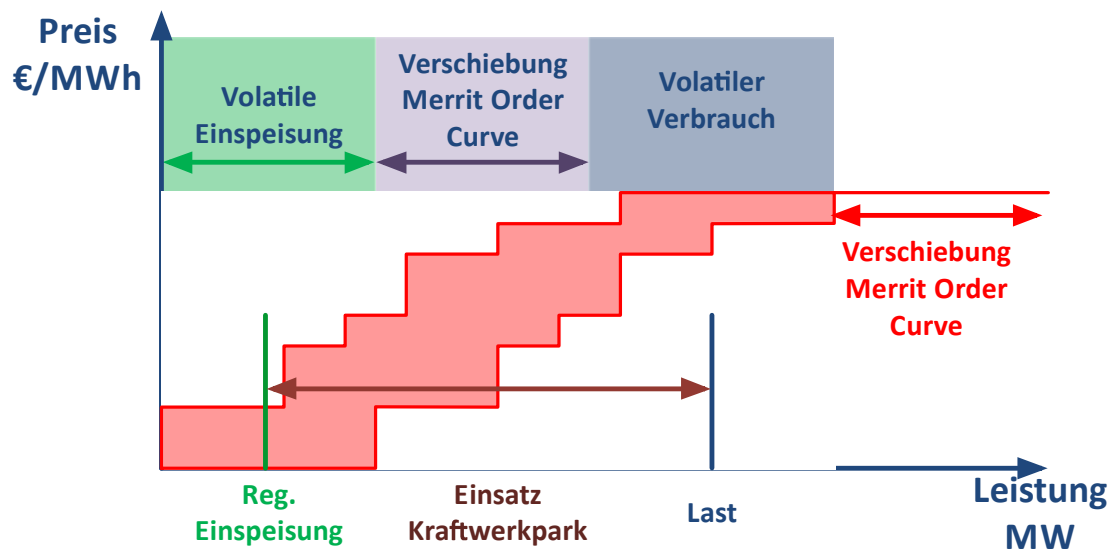 Preis
€/MWh
Volatile
Einspeisung
Verschiebung
Merrit Order
Curve
Volatiler
Verbrauch
Verschiebung
Merrit Order
Curve
Reg.
Einspeisung
Einsatz
Kraftwerkpark
Last
Leistung
MW